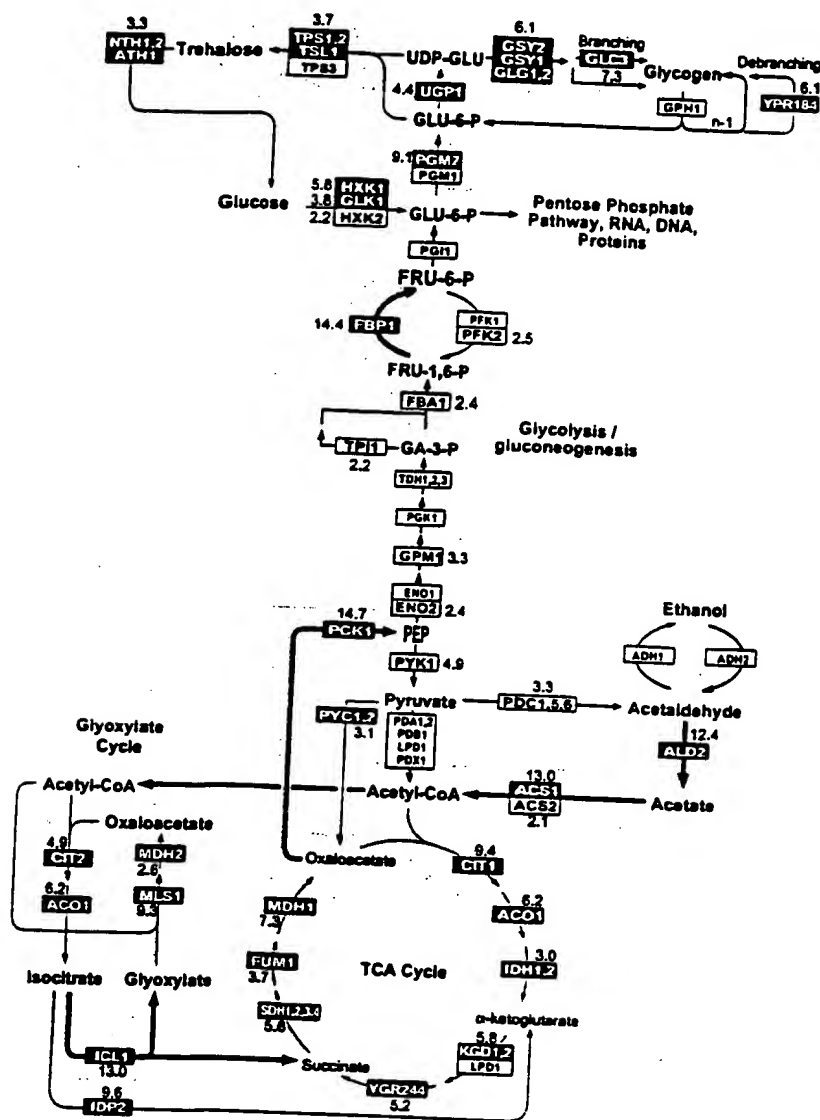 3.3
NTH1,2
ATH1
Trehalose
3.7
TPS1,2
TSL1
TPS3
UDP-GLU
6.1
GSY2
GSY1
GLG1,2
Branching
GLC3
7.3
Glycogen
Debranching
6.1
YPR184
GPH1
n-1
4.4
UGP1
GLU-6-P
9.1
PGM2
PGM1
Glucose
5.8
HXK1
3.8
GLK1
2.2
HXK2
GLU-6-P
Pentose Phosphate
Pathway, RNA, DNA,
Proteins
PGI1
FRU-6-P
14.4
FBP1
PFK1
PFK2
2.5
FRU-1,6-P
FBA1
2.4
Glycolysis /
gluconeogenesis
TPI1
2.2
GA-3-P
TDH1,2,3
PGK1
GPM1
3.3
ENO1
ENO2
2.4
14.7
PCK1
PEP
PYK1
4.9
Ethanol
ADH1
ADH2
Acetaldehyde
Pyruvate
3.3
PDC1,5,6
PYC1,2
3.1
PDA1,2
PDB1
LPD1
PDX1
12.4
ALD2
Glyoxylate
Cycle
Acetyl-CoA
Acetyl-CoA
13.0
ACS1
ACS2
2.1
Acetate
Oxaloacetate
4.9
CIT2
MDH2
2.6
6.2
ACO1
MLS1
9.3
Isocitrate
Glyoxylate
Oxaloacetate
9.4
CIT1
MDH1
7.3
6.2
ACO1
FUM1
3.7
TCA Cycle
3.0
IDH1,2
SDH1,2,3,4
5.8
α-ketoglutarate
5.8
KGD1,2
LPD1
Succinate
YGR244
5.2
ICL1
13.0
9.6
IDP2